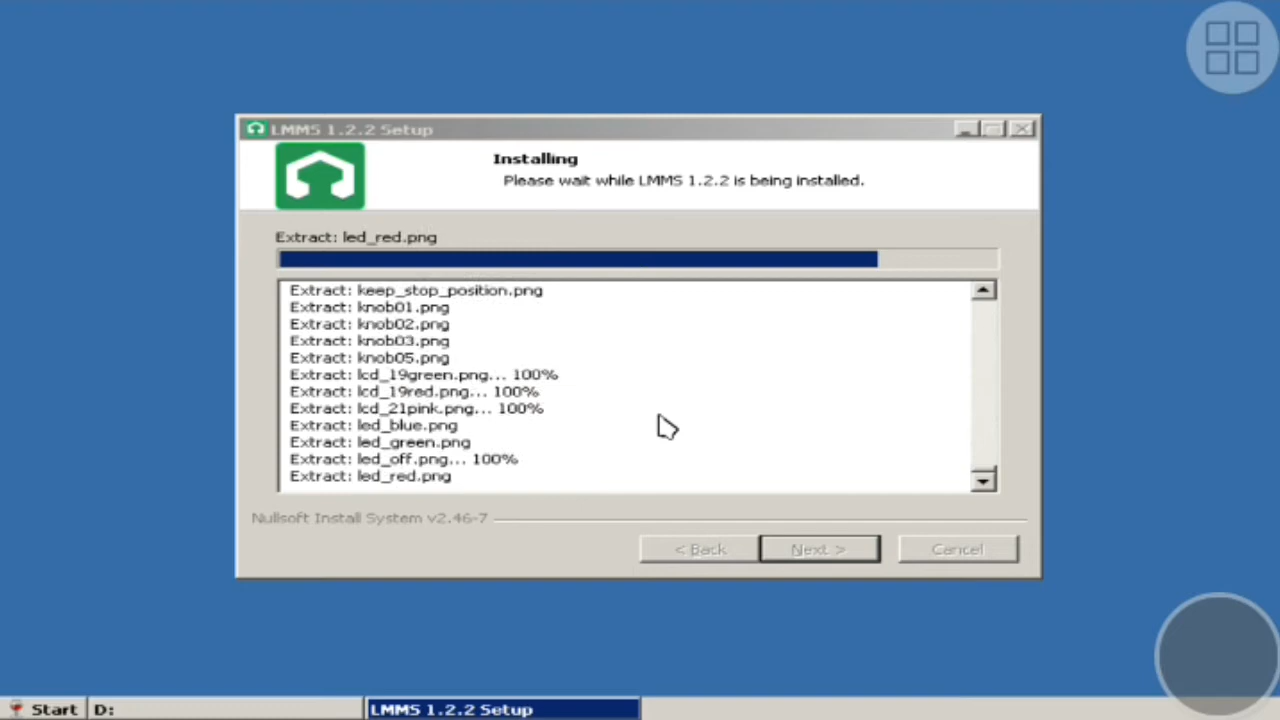 LMMS 1.2.2 Setup
Installing
Please wait while LMMS 1.2.2 is being installed.
Extract: led_red.png
Extract: keep_stop_position.png
Extract: knob01.png
Extract: knob02.png
Extract: knob03.png
Extract: knob05.png
Extract: lcd_19green.png... 100%
Extract: lcd_19red.png... 100%
Extract: lcd_21pink.png... 100%
Extract: led_blue.png
Extract: led_green.png
Extract: led_off.png... 100%
Extract: led_red.png
Nullsoft Install System v2.46-7
< Back Next > Cancel
Start D: LMMS 1.2.2 Setup